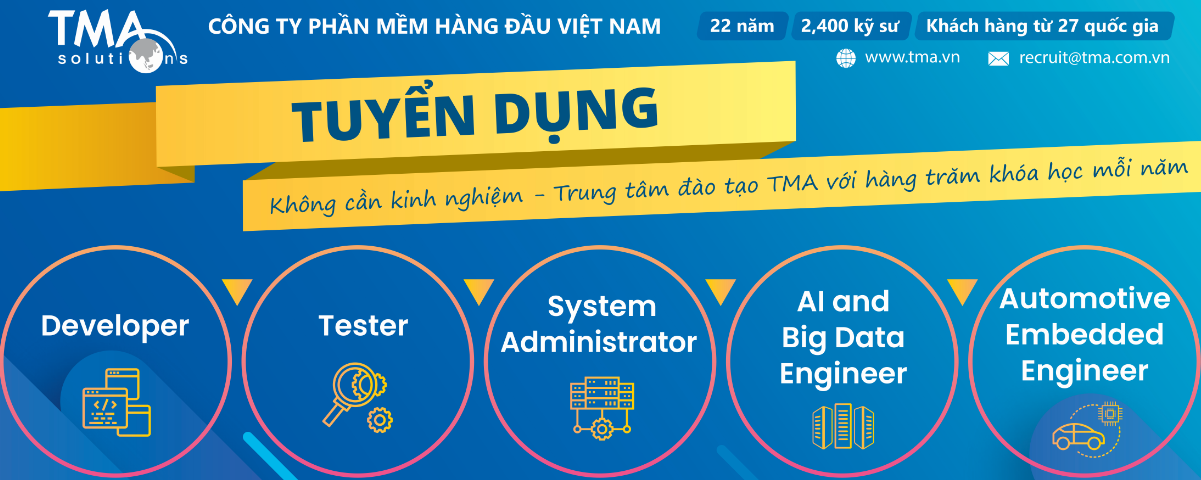 TMA
solutions
CÔNG TY PHẦN MỀM HÀNG ĐẦU VIỆT NAM
22 năm
2,400 kỹ sư
Khách hàng từ 27 quốc gia
www.tma.vn
recruit@tma.com.vn
TUYỂN DỤNG
Không cần kinh nghiệm - Trung tâm đào tạo TMA với hàng trăm khóa học mỗi năm
Developer
Tester
System
Administrator
AI and
Big Data
Engineer
Automotive
Embedded
Engineer